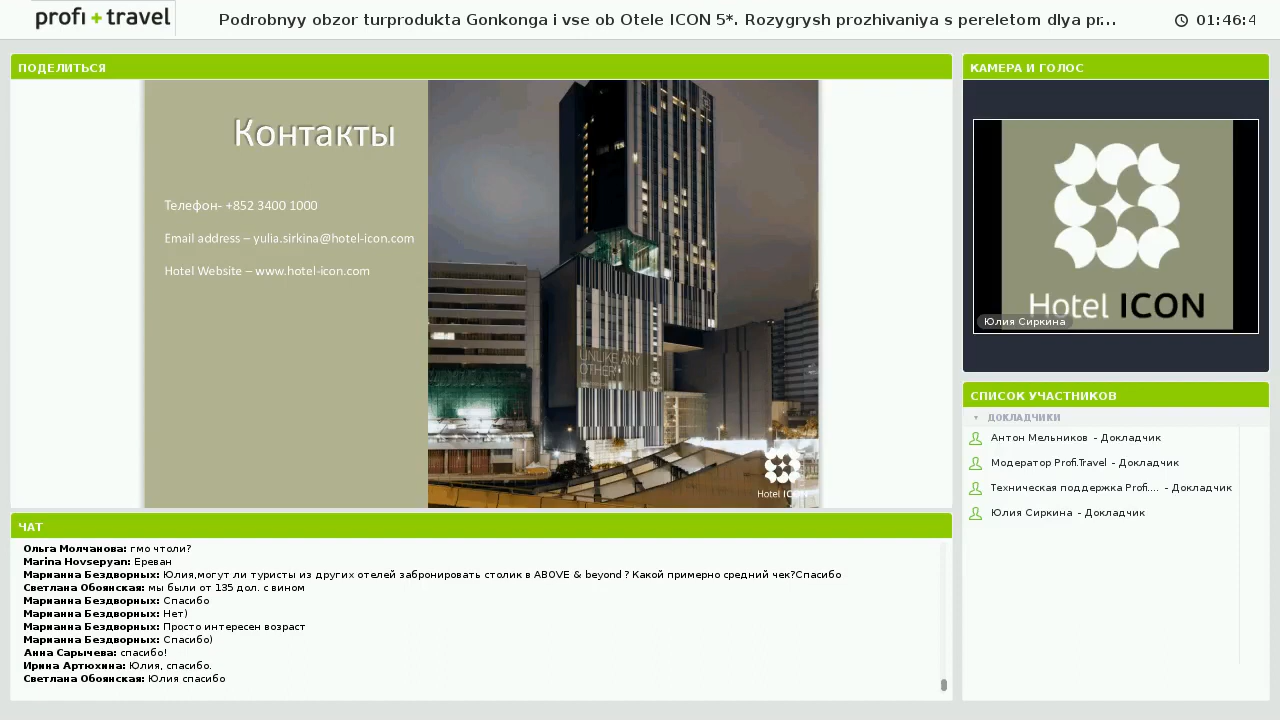 profi + travel
Podrobnyy obzor turprodukta Gonkonga i vse ob Otele ICON 5*. Rozygrysh prozhivaniya s pereletom dlya pr...
01:46:4
ПОДЕЛИТЬСЯ
Контакты
Телефон- +852 3400 1000
Email address – yulia.sirkina@hotel-icon.com
Hotel Website – www.hotel-icon.com
UNLIKE ANY
OTHER
Hotel ICON
КАМЕРА И ГОЛОС
Hotel ICON
Юлия Сиркина
СПИСОК УЧАСТНИКОВ
ДОКЛАДЧИКИ
Антон Мельников - Докладчик
Модератор Profi.Travel - Докладчик
Техническая поддержка Profi.... - Докладчик
Юлия Сиркина - Докладчик
ЧАТ
Ольга Молчанова: гмо чтоли?
Marina Hovsepyan: Ереван
Марианна Бездворных: Юлия,могут ли туристы из других отелей забронировать столик в ABOVE & beyond ? Какой примерно средний чек?Спасибо
Светлана Обоянская: мы были от 135 дол. с вином
Марианна Бездворных: Спасибо
Марианна Бездворных: Нет)
Марианна Бездворных: Просто интересен возраст
Марианна Бездворных: Спасибо)
Анна Сарычева: спасибо!
Ирина Артюхина: Юлия, спасибо.
Светлана Обоянская: Юлия спасибо